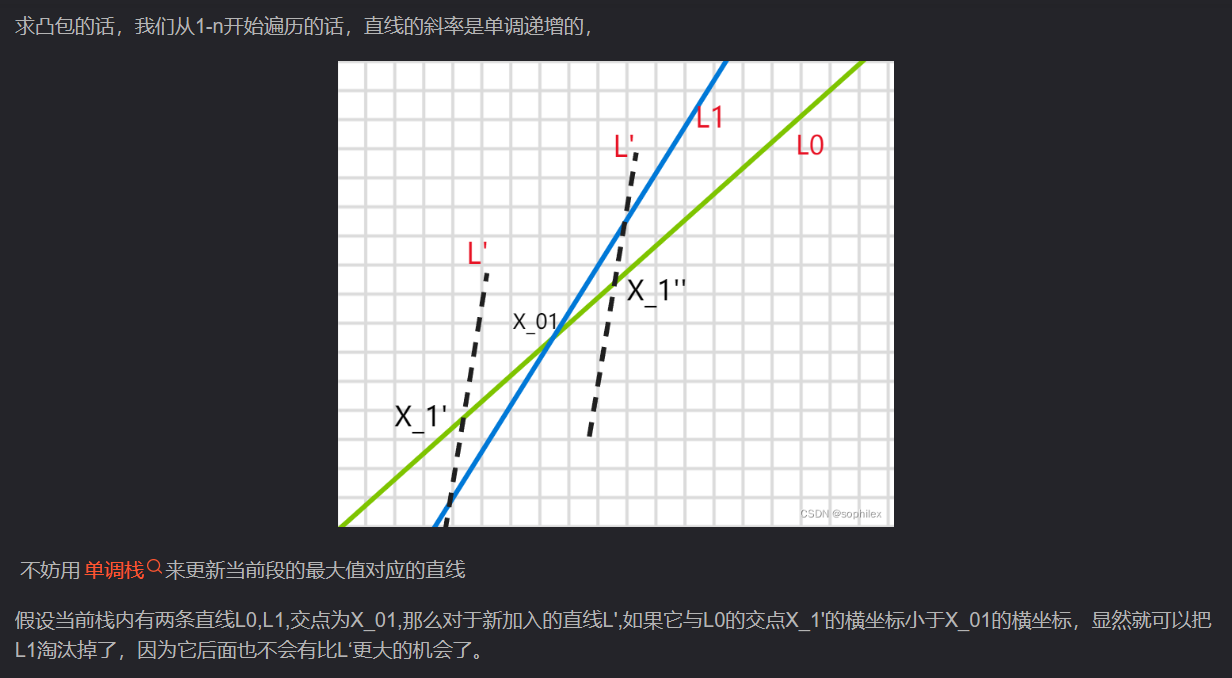 求凸包的话，我们从1-n开始遍历的话，直线的斜率是单调递增的，
L1
L'
L0
L'
X_1''
X_01
X_1'
CSDN @sophilex
不妨用 单调栈 来更新当前段的最大值对应的直线
假设当前栈内有两条直线L0,L1,交点为X_01,那么对于新加入的直线L',如果它与L0的交点X_1'的横坐标小于X_01的横坐标，显然就可以把
L1淘汰掉了，因为它后面也不会有比L‘更大的机会了。